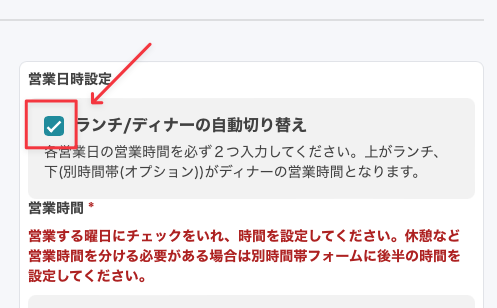 営業日時設定
ランチ/ディナーの自動切り替え
各営業日の営業時間を必ず２つ入力してください。上がランチ、
下(別時間帯(オプション))がディナーの営業時間となります。
営業時間 *
営業する曜日にチェックをいれ、時間を設定してください。休憩など
営業時間を分ける必要がある場合は別時間帯フォームに後半の時間を
設定してください。